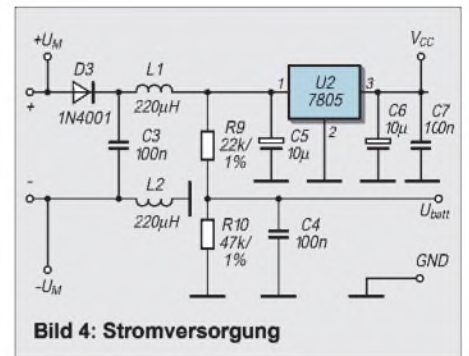 +U_M
D3
L1
U2
7805
V_CC
+
1
3
1N4001
220µH
2
C3
100n
R9
22k/
1%
C5
10µ
C6
10µ
C7
100n
-
L2
U_batt
220µH
R10
47k/
1%
C4
100n
GND
-U_M
Bild 4: Stromversorgung